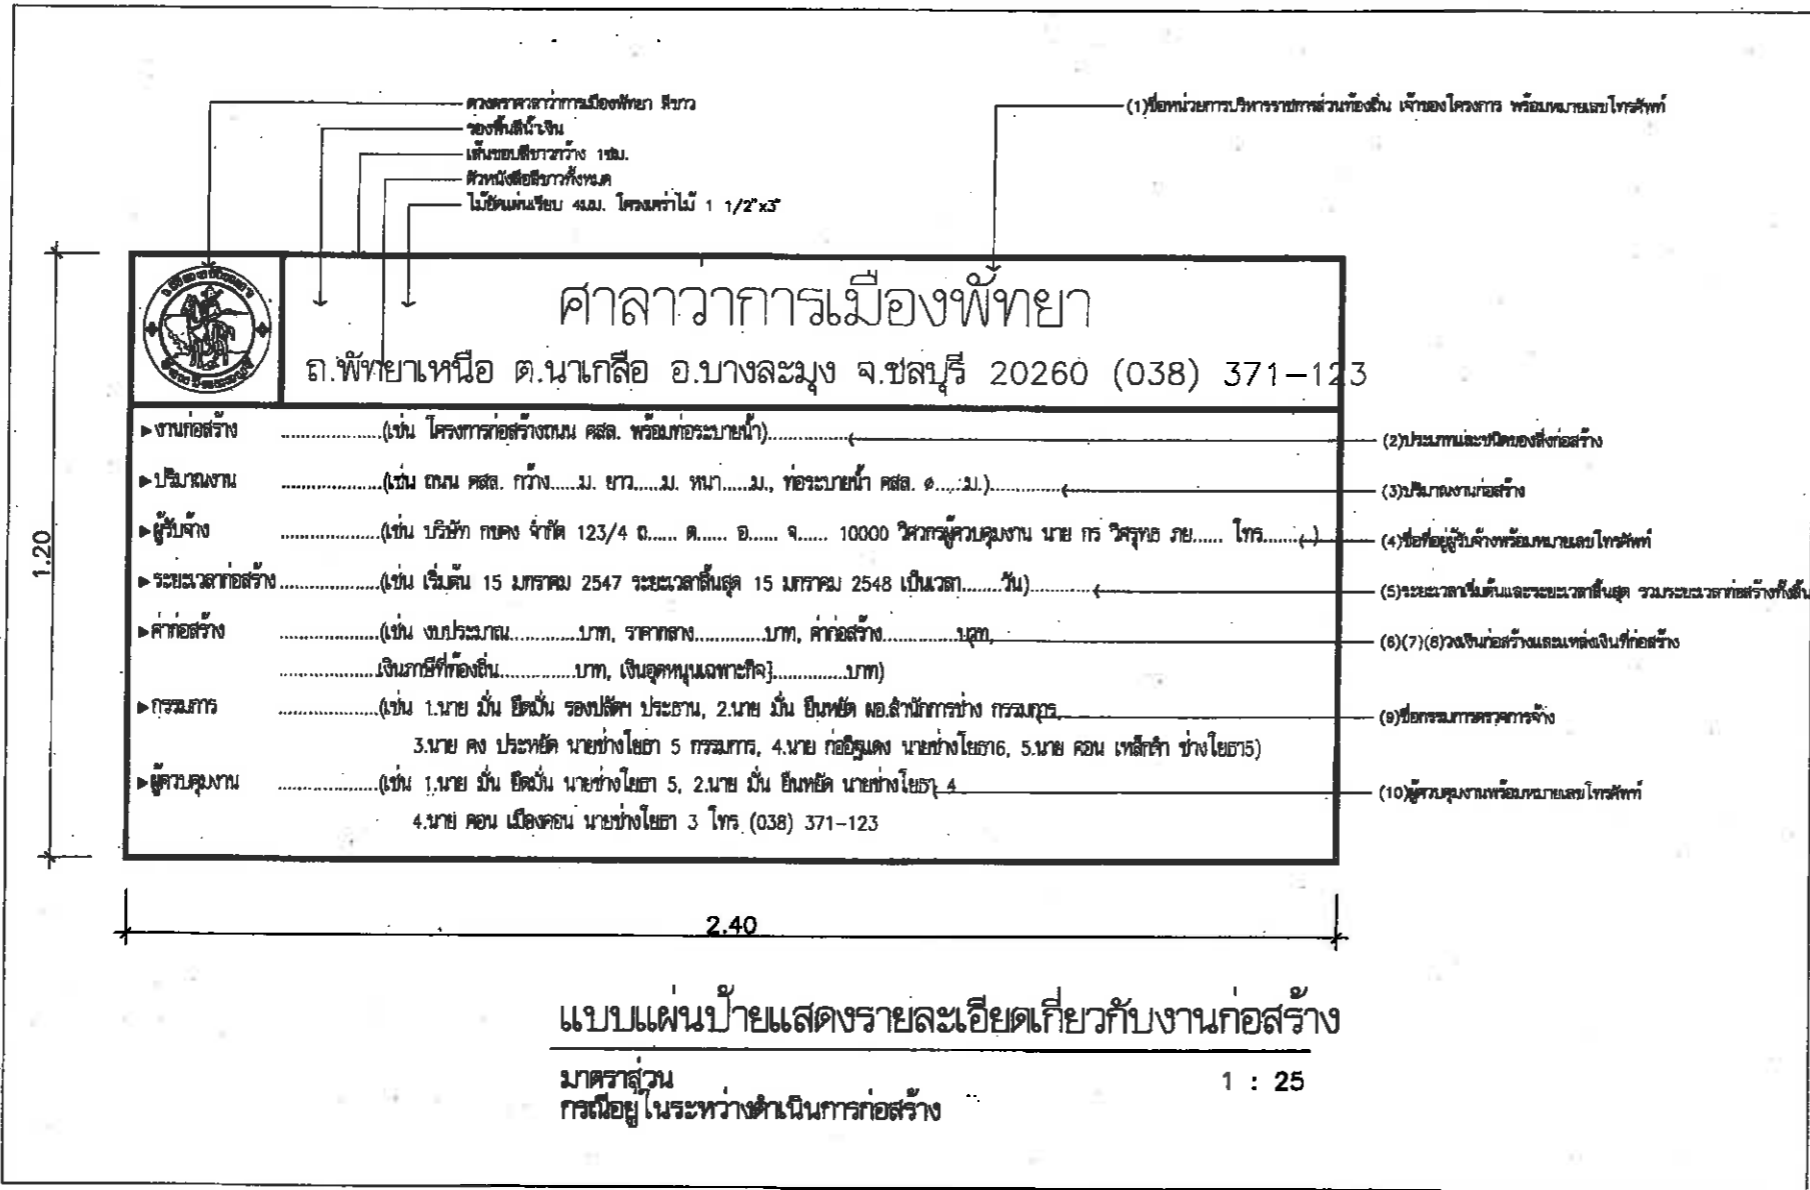 ดวงตราศาลาว่าการเมืองพัทยา สีขาว
รองพื้นสีน้ำเงิน
เส้นขอบสีขาวกว้าง 1ซม.
ตัวหนังสือสีขาวทั้งหมด
ไม้อัดแผ่นเรียบ 4มม. โครงเคร่าไม้ 1 1/2"x3"
(1)ชื่อหน่วยการบริหารราชการส่วนท้องถิ่น เจ้าของโครงการ พร้อมหมายเลขโทรศัพท์
ศาลาวาการเมืองพัทยา
ถ.พัทยาเหนือ ต.นาเกลือ อ.บางละมุง จ.ชลบุรี 20260 (038) 371-123
▸งานก่อสร้าง ..................(เช่น โครงการก่อสร้างถนน คสล. พร้อมท่อระบายน้ำ)..............
(2)ประเภทและชนิดของสิ่งก่อสร้าง
▸ปริมาณงาน ..................(เช่น ถนน คสล. กว้าง.....ม. ยาว.....ม. หนา.....ม., ท่อระบายน้ำ คสล. ø.....ม.).............
(3)ปริมาณงานก่อสร้าง
▸ผู้รับจ้าง ..................(เช่น บริษัท กขคง จำกัด 123/4 ถ...... ต...... อ...... จ...... 10000 วิศวกรผู้ควบคุมงาน นาย กร วิศรุทธ ภย...... โทร.......)
(4)ชื่อที่อยู่ผู้รับจ้างพร้อมหมายเลขโทรศัพท์
▸ระยะเวลาก่อสร้าง ..................(เช่น เริ่มต้น 15 มกราคม 2547 ระยะเวลาสิ้นสุด 15 มกราคม 2548 เป็นเวลา.......วัน)...........
(5)ระยะเวลาเริ่มต้นและระยะเวลาสิ้นสุด รวมระยะเวลาก่อสร้างทั้งสิ้น
▸ค่าก่อสร้าง ..................(เช่น งบประมาณ.............บาท, ราคากลาง.............บาท, ค่าก่อสร้าง..............บาท,
(6)(7)(8)วงเงินก่อสร้างและแหล่งเงินที่ก่อสร้าง
..................เงินภาษีที่ท้องถิ่น..............บาท, เงินอุดหนุนเฉพาะกิจ}..............บาท)
▸กรรมการ ..................(เช่น 1.นาย มั่น ยึดมั่น รองปลัดฯ ประธาน, 2.นาย มั่น ยืนหยัด ผอ.สำนักการช่าง กรรมการ,
(9)ชื่อกรรมการตรวจการจ้าง
3.นาย คง ประหยัด นายช่างโยธา 5 กรรมการ, 4.นาย ก่ออิฐแดง นายช่างโยธา6, 5.นาย คอน เหล็กกำ ช่างโยธา5)
▸ผู้ควบคุมงาน ..................(เช่น 1.นาย มั่น ยึดมั่น นายช่างโยธา 5, 2.นาย มั่น ยืนหยัด นายช่างโยธา 4
(10)ผู้ควบคุมงานพร้อมหมายเลขโทรศัพท์
4.นาย คอน เมืองคอน นายช่างโยธา 3 โทร (038) 371-123
1.20
2.40
แบบแผ่นป้ายแสดงรายละเอียดเกี่ยวกับงานก่อสร้าง
มาตราส่วน 1 : 25
กรณีอยู่ในระหว่างดำเนินการก่อสร้าง